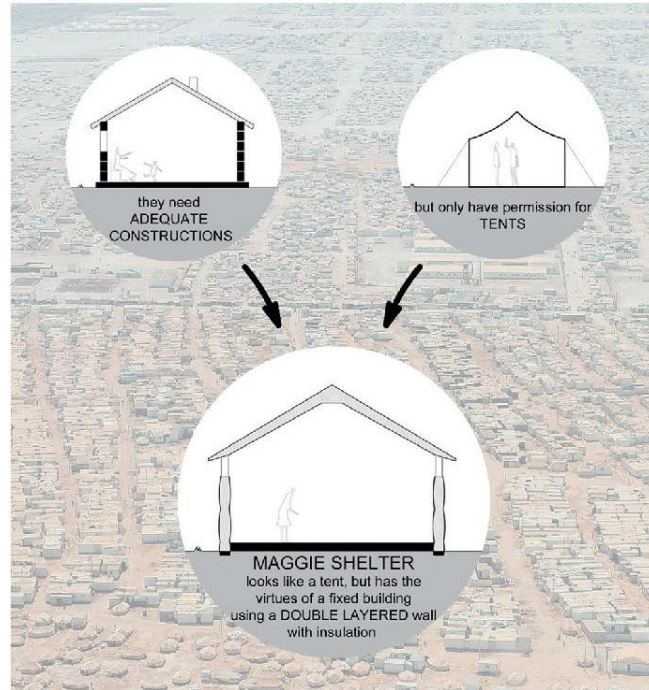 they need
ADEQUATE
CONSTRUCTIONS
but only have permission for
TENTS
MAGGIE SHELTER
looks like a tent, but has the
virtues of a fixed building
using a DOUBLE LAYERED wall
with insulation